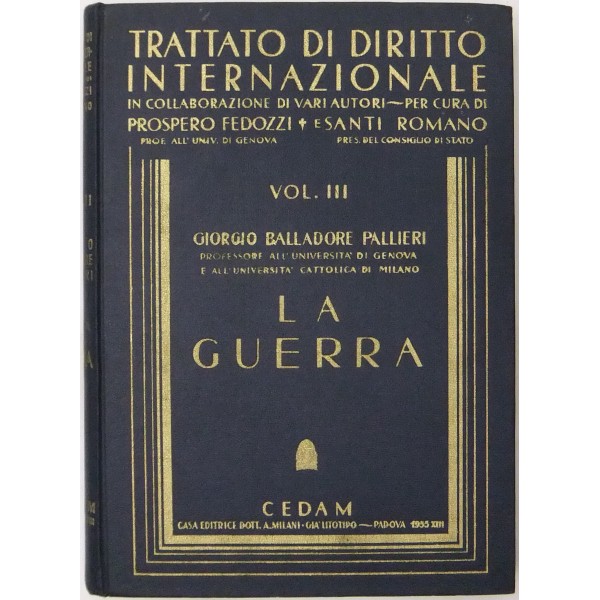 TRATTATO DI DIRITTO
INTERNAZIONALE
IN COLLABORAZIONE DI VARI AUTORI — PER CURA DI
PROSPERO FEDOZZI † E SANTI ROMANO
PROF. ALL'UNIV. DI GENOVA PRES. DEL CONSIGLIO DI STATO
VOL. III
GIORGIO BALLADORE PALLIERI
PROFESSORE ALL'UNIVERSITA' DI GENOVA
E ALL'UNIVERSITA' CATTOLICA DI MILANO
LA
GUERRA
CEDAM
CASA EDITRICE DOTT. A. MILANI - GIA' LITOTIPO — PADOVA 1935 XIII